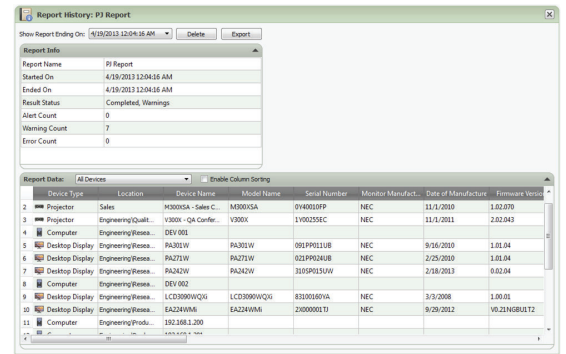 Report History: PJ Report
Show Report Ending On: 4/19/2013 12:04:16 AM Delete Export
Report Info
Report Name PJ Report
Started On 4/19/2013 12:04:16 AM
Ended On 4/19/2013 12:04:16 AM
Result Status Completed, Warnings
Alert Count 0
Warning Count 7
Error Count 0
Report Data: All Devices Enable Column Sorting
Device Type Location Device Name Model Name Serial Number Monitor Manufact... Date of Manufacture Firmware Version
2 Projector Sales M300XSA - Sales C... M300XSA 0Y40010FP NEC 11/1/2010 1.02.070
3 Projector Engineering\Qualit... V300X - QA Confer... V300X 1Y00255EC NEC 11/1/2011 2.02.043
4 Computer Engineering\Resea... DEV 001
5 Desktop Display Engineering\Resea... PA301W PA301W 091PP011UB NEC 9/16/2010 1.01.04
6 Desktop Display Engineering\Resea... PA271W PA271W 021PP024UB NEC 2/25/2010 1.01.04
7 Desktop Display Engineering\Resea... PA242W PA242W 310SP015UW NEC 2/18/2013 0.02.04
8 Computer Engineering\Resea... DEV 002
9 Desktop Display Engineering\Resea... LCD3090WQXi LCD3090WQXi 83100160YA NEC 3/3/2008 1.00.01
10 Desktop Display Engineering\Resea... EA224WMi EA224WMi 2X000001TJ NEC 9/29/2012 V0.21NGBU1T2
11 Computer Engineering\Produ... 192.168.1.200